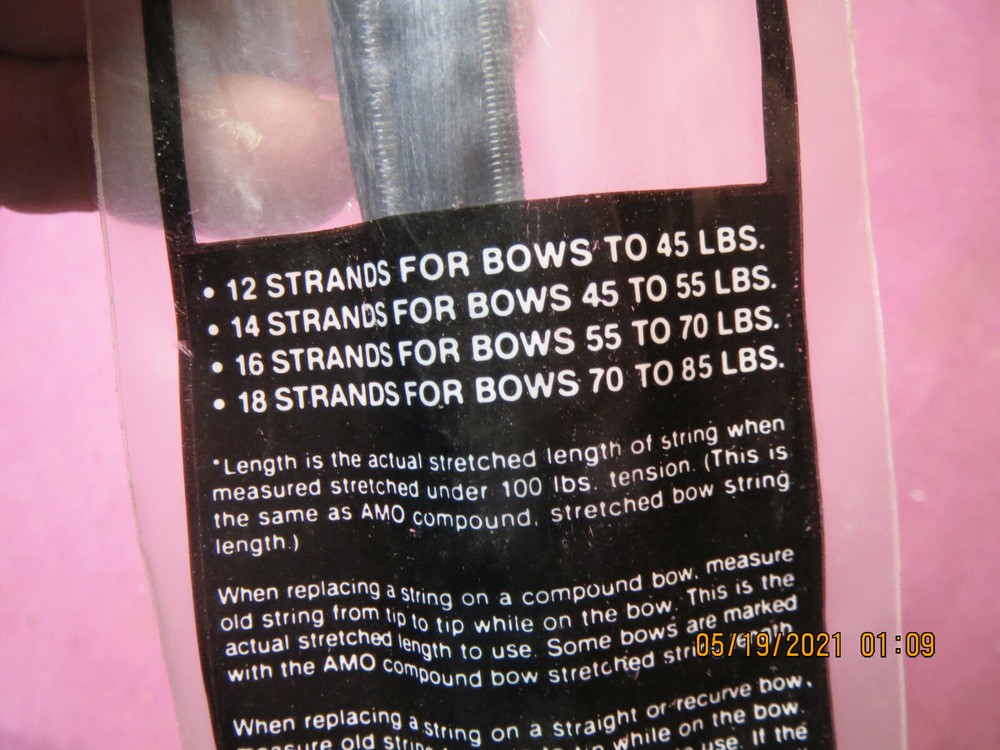 • 12 STRANDS FOR BOWS TO 45 LBS.
• 14 STRANDS FOR BOWS 45 TO 55 LBS.
• 16 STRANDS FOR BOWS 55 TO 70 LBS.
• 18 STRANDS FOR BOWS 70 TO 85 LBS.
*Length is the actual stretched length of string when
measured stretched under 100 lbs. tension. (This is
the same as AMO compound, stretched bow string
length.)
When replacing a string on a compound bow, measure
old string from tip to tip while on the bow. This is the
actual stretched length to use. Some bows are marked
with the AMO compound bow stretched
05/19/2021 01:09
When replacing a string on a straight or recurve bow,
measure old string to tip while on the bow.
use. If the